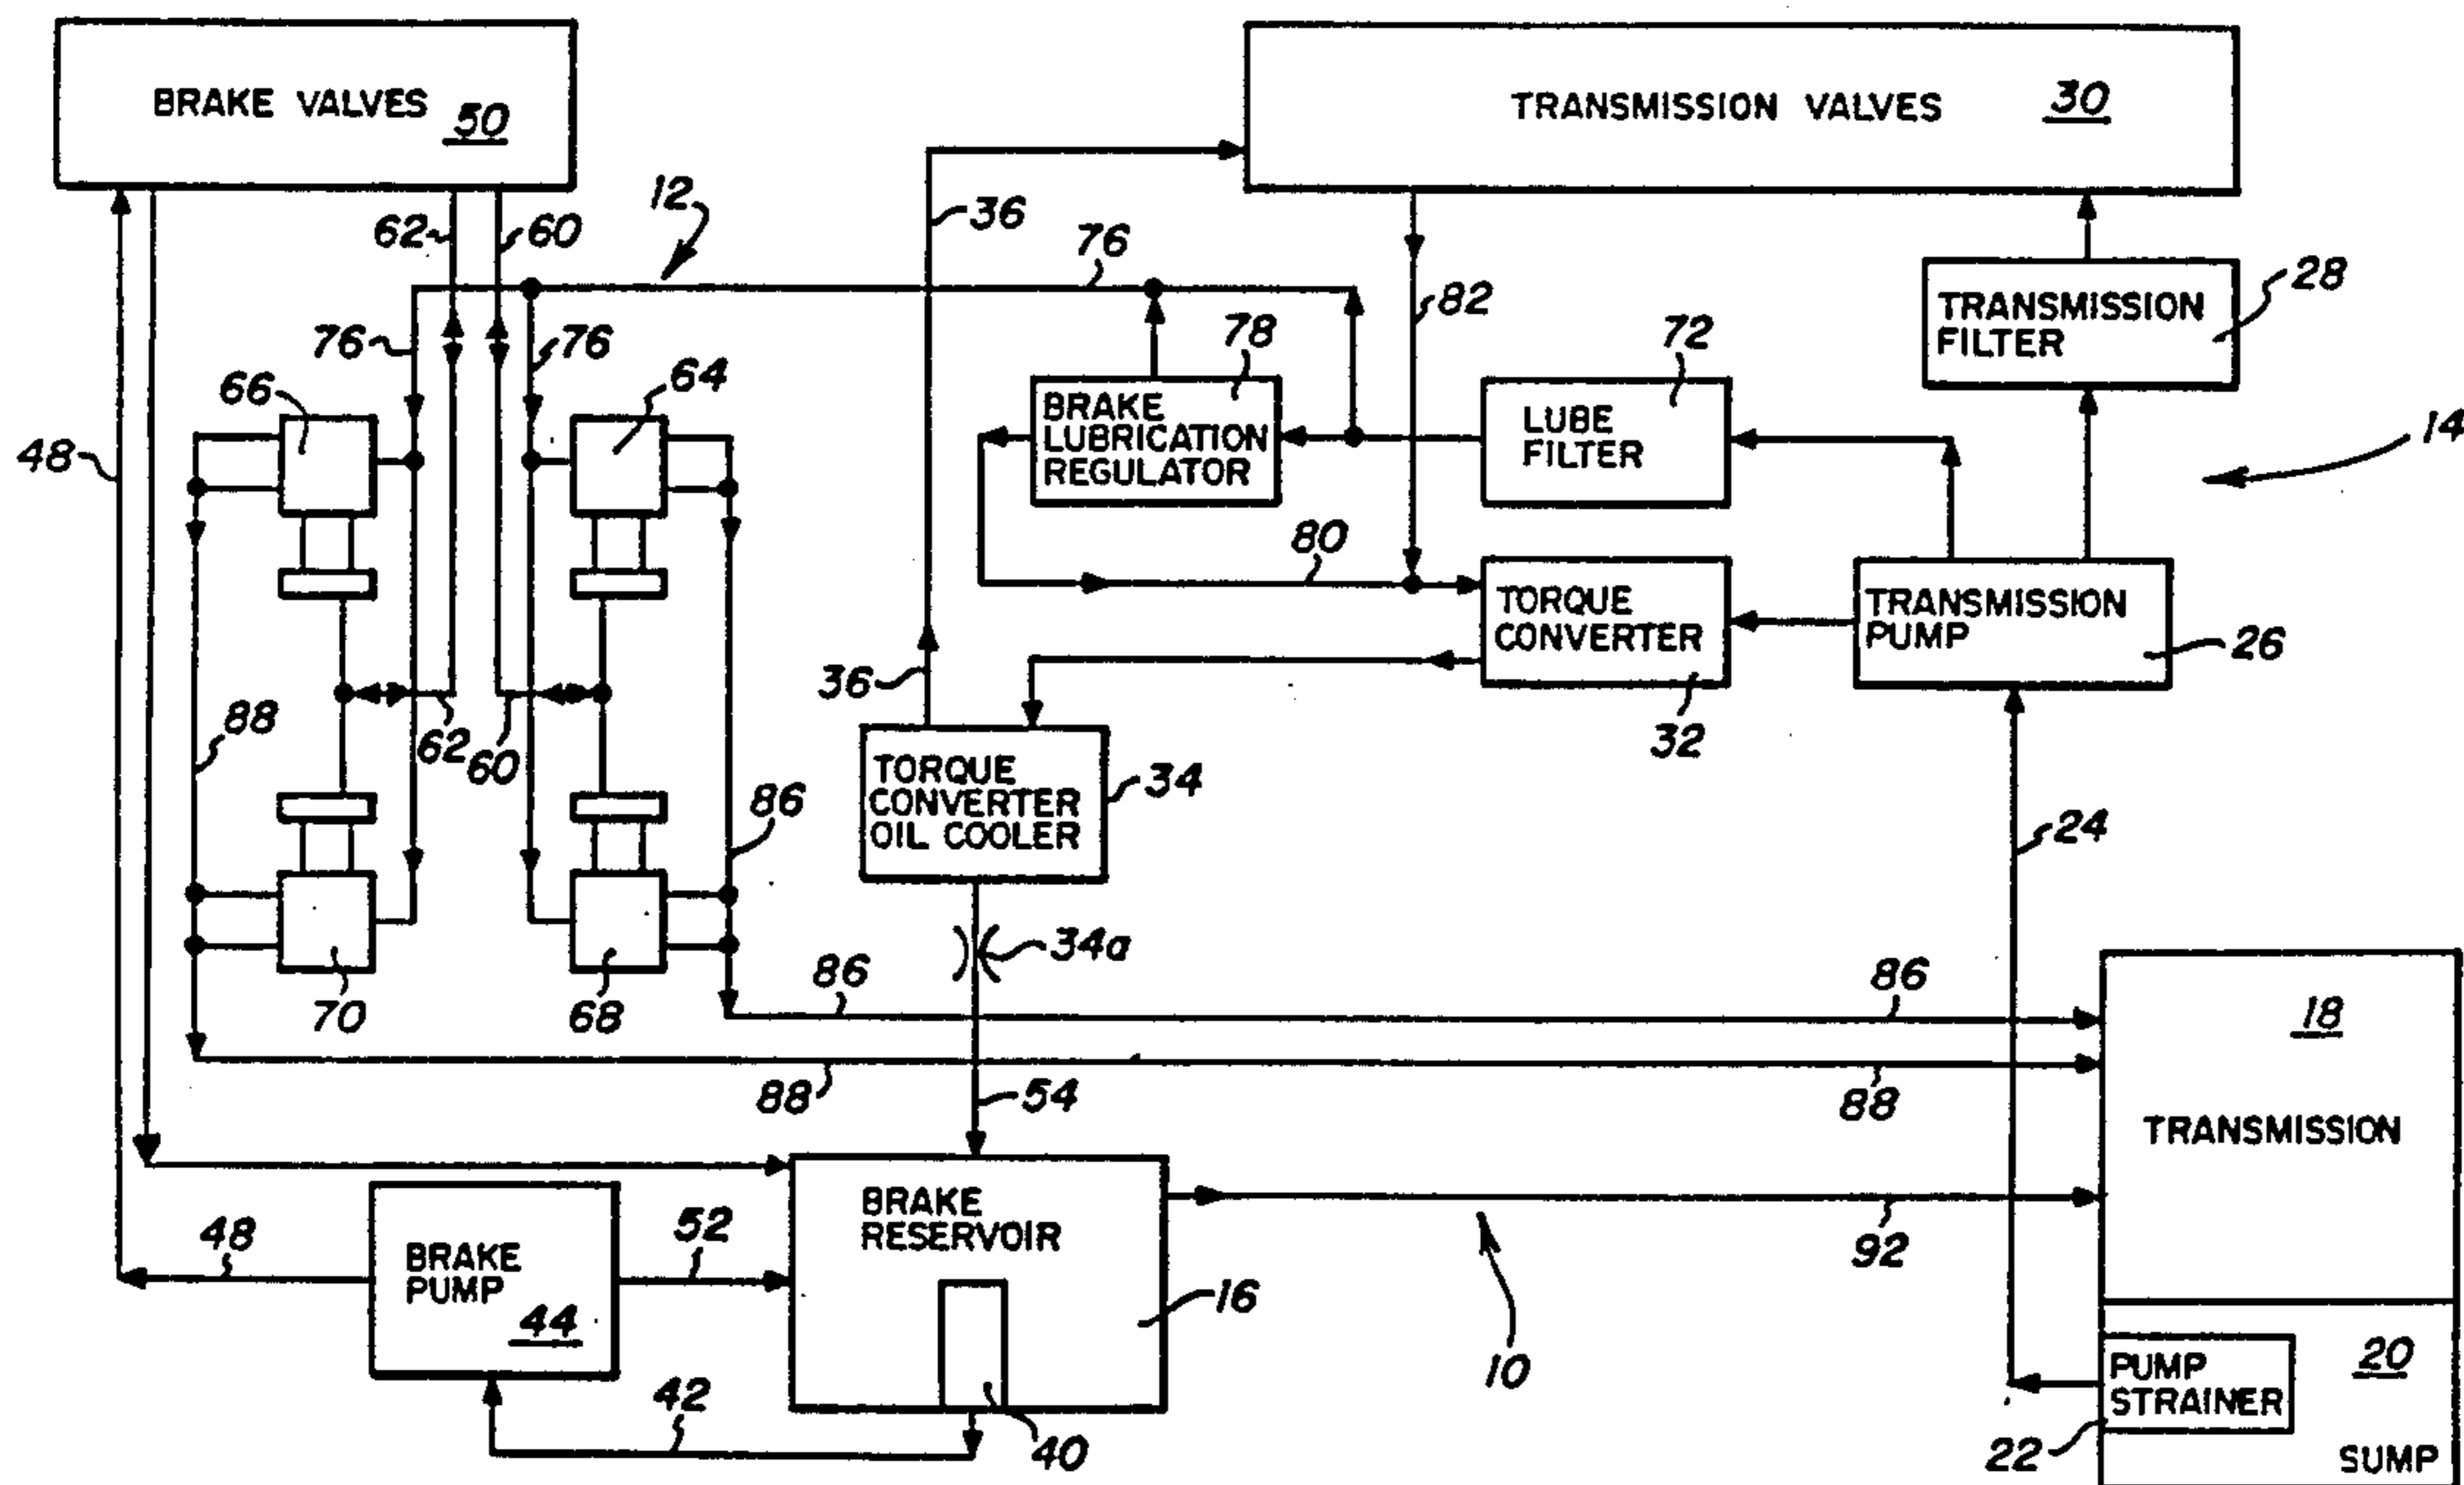 BRAKE VALVES 50
TRANSMISSION VALVES 30
12
62
60
36
76
82
28
TRANSMISSION
FILTER
76
76
78
72
66
64
BRAKE
LUBRICATION
REGULATOR
LUBE
FILTER
14
48
80
TORQUE
CONVERTER
TRANSMISSION
PUMP
26
36
32
88
62
60
TORQUE
CONVERTER
OIL COOLER
34
86
24
34a
70
68
86
86
18
88
54
88
TRANSMISSION
48
52
BRAKE
RESERVOIR
92
BRAKE
PUMP
44
16
10
42
40
PUMP
STRAINER
20
22
SUMP